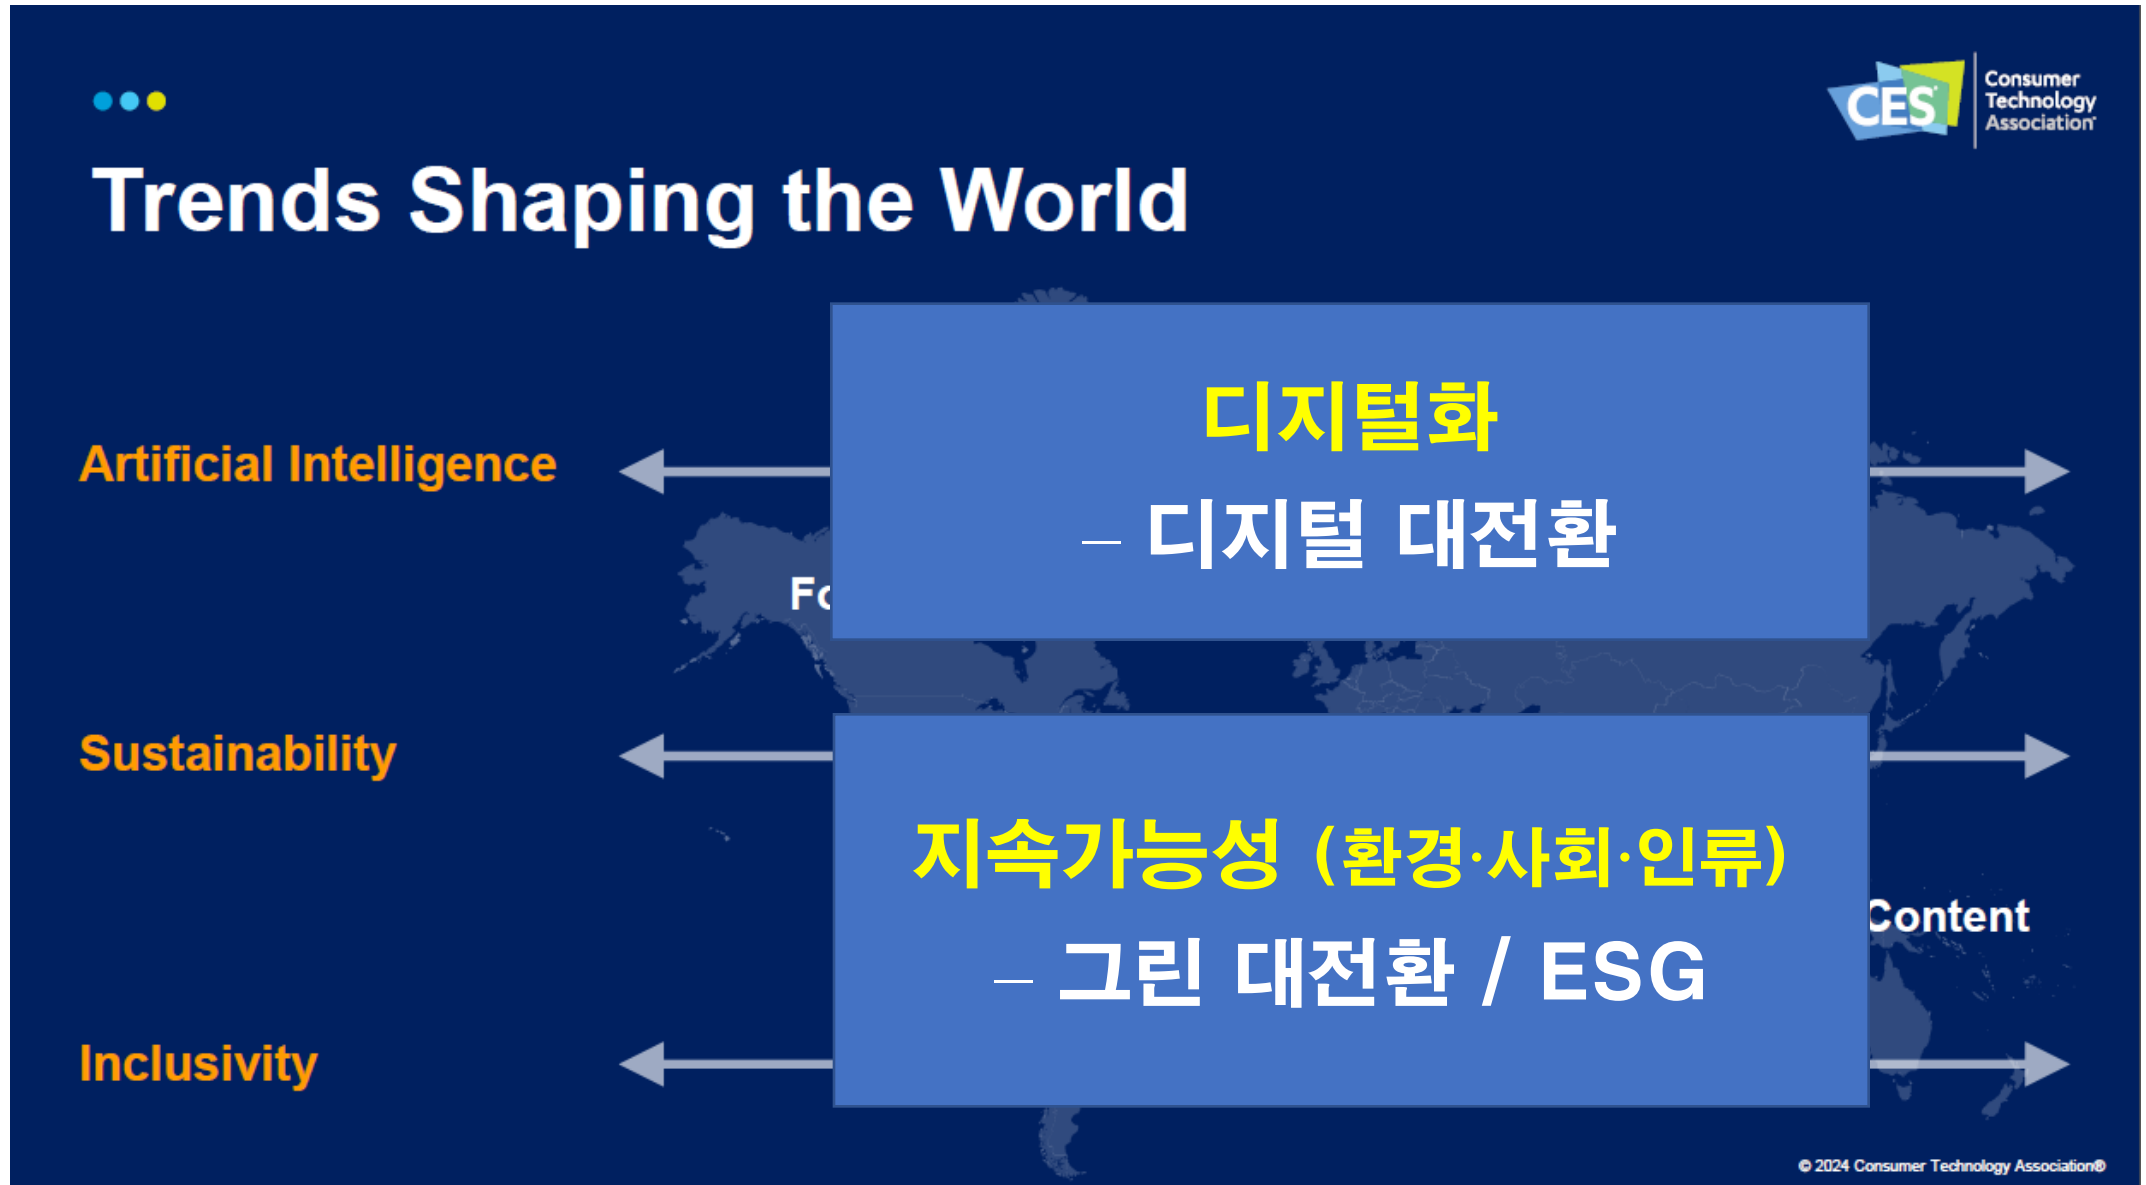 CES
Consumer
Technology
Association
Trends Shaping the World
Artificial Intelligence
디지털화
– 디지털 대전환
Sustainability
지속가능성 (환경·사회·인류)
– 그린 대전환 / ESG
Content
Inclusivity
© 2024 Consumer Technology Association®